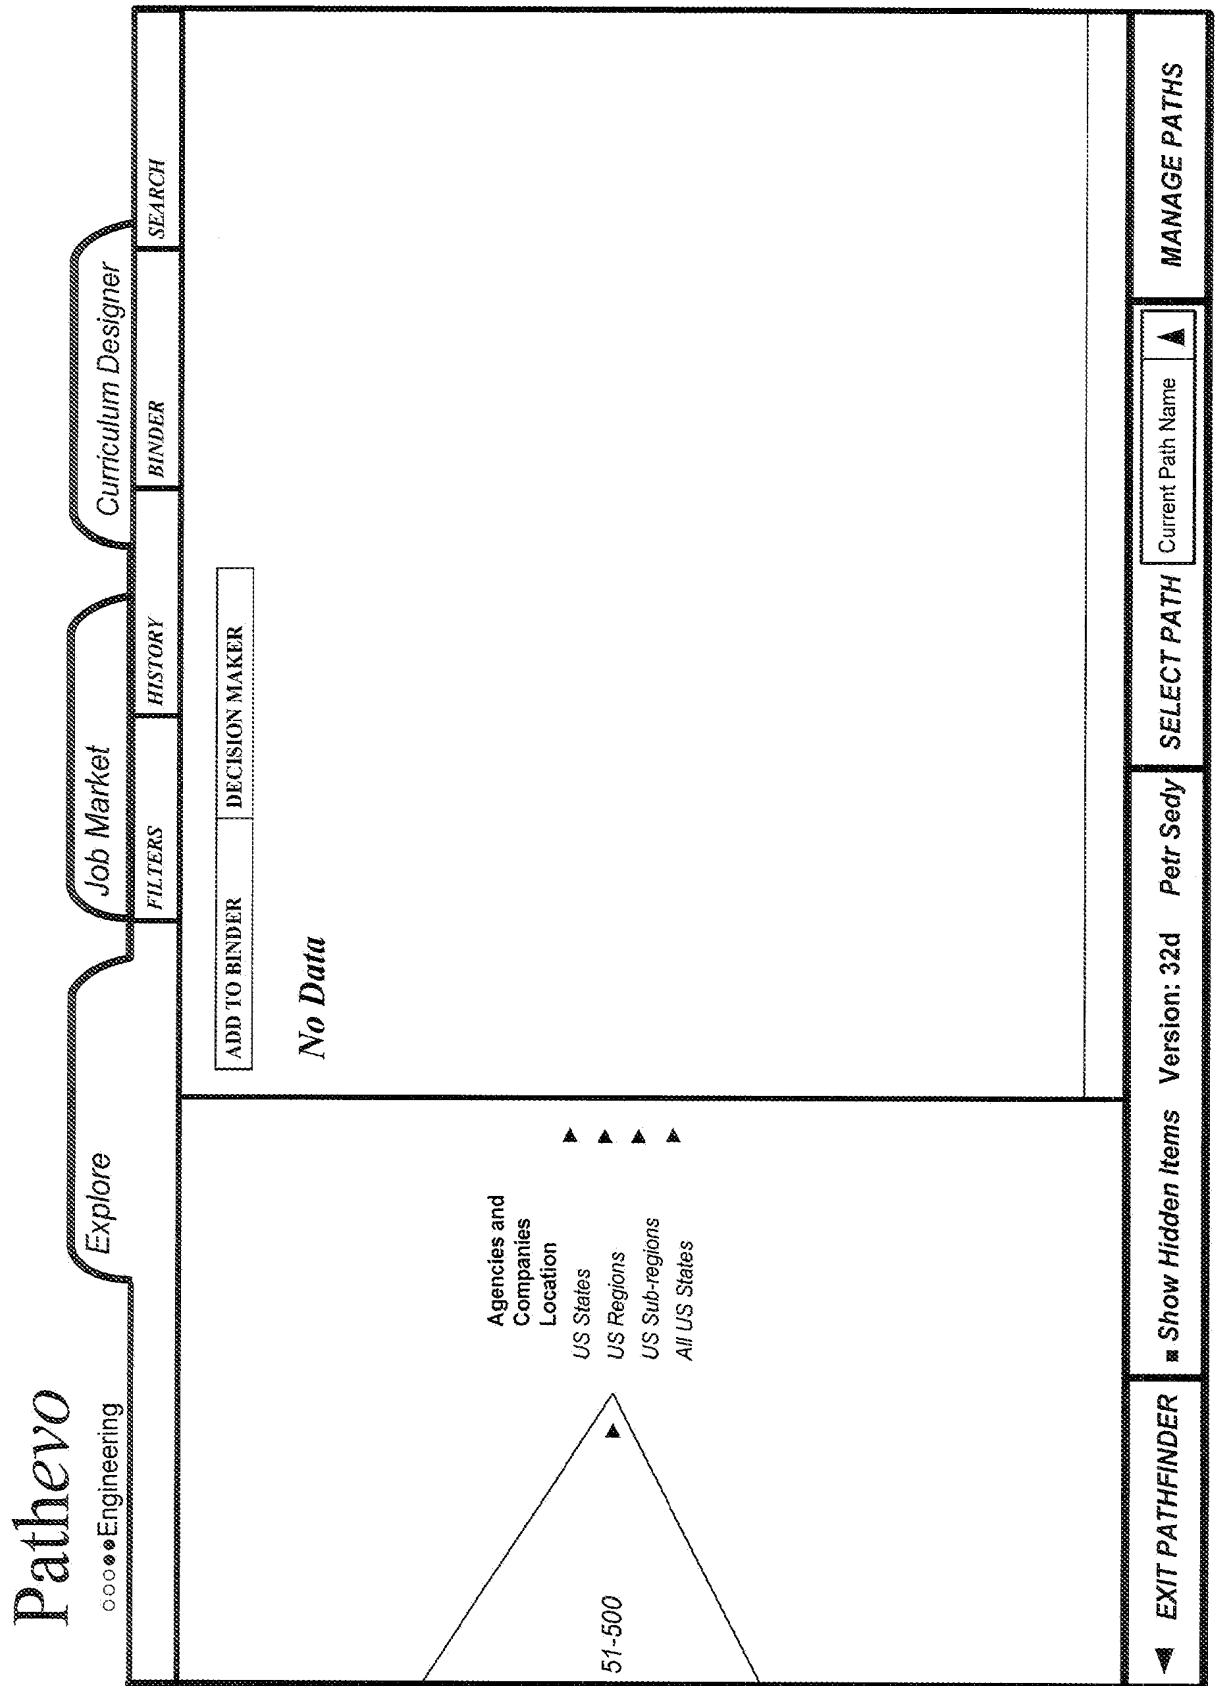 Pathevo
Engineering
Explore
Job Market
Curriculum Designer
FILTERS
HISTORY
BINDER
SEARCH
51-500
Agencies and
Companies
Location
US States
US Regions
US Sub-regions
All US States
ADD TO BINDER
DECISION MAKER
No Data
EXIT PATHFINDER
Show Hidden Items
Version: 32d
Petr Sedy
SELECT PATH
Current Path Name
MANAGE PATHS